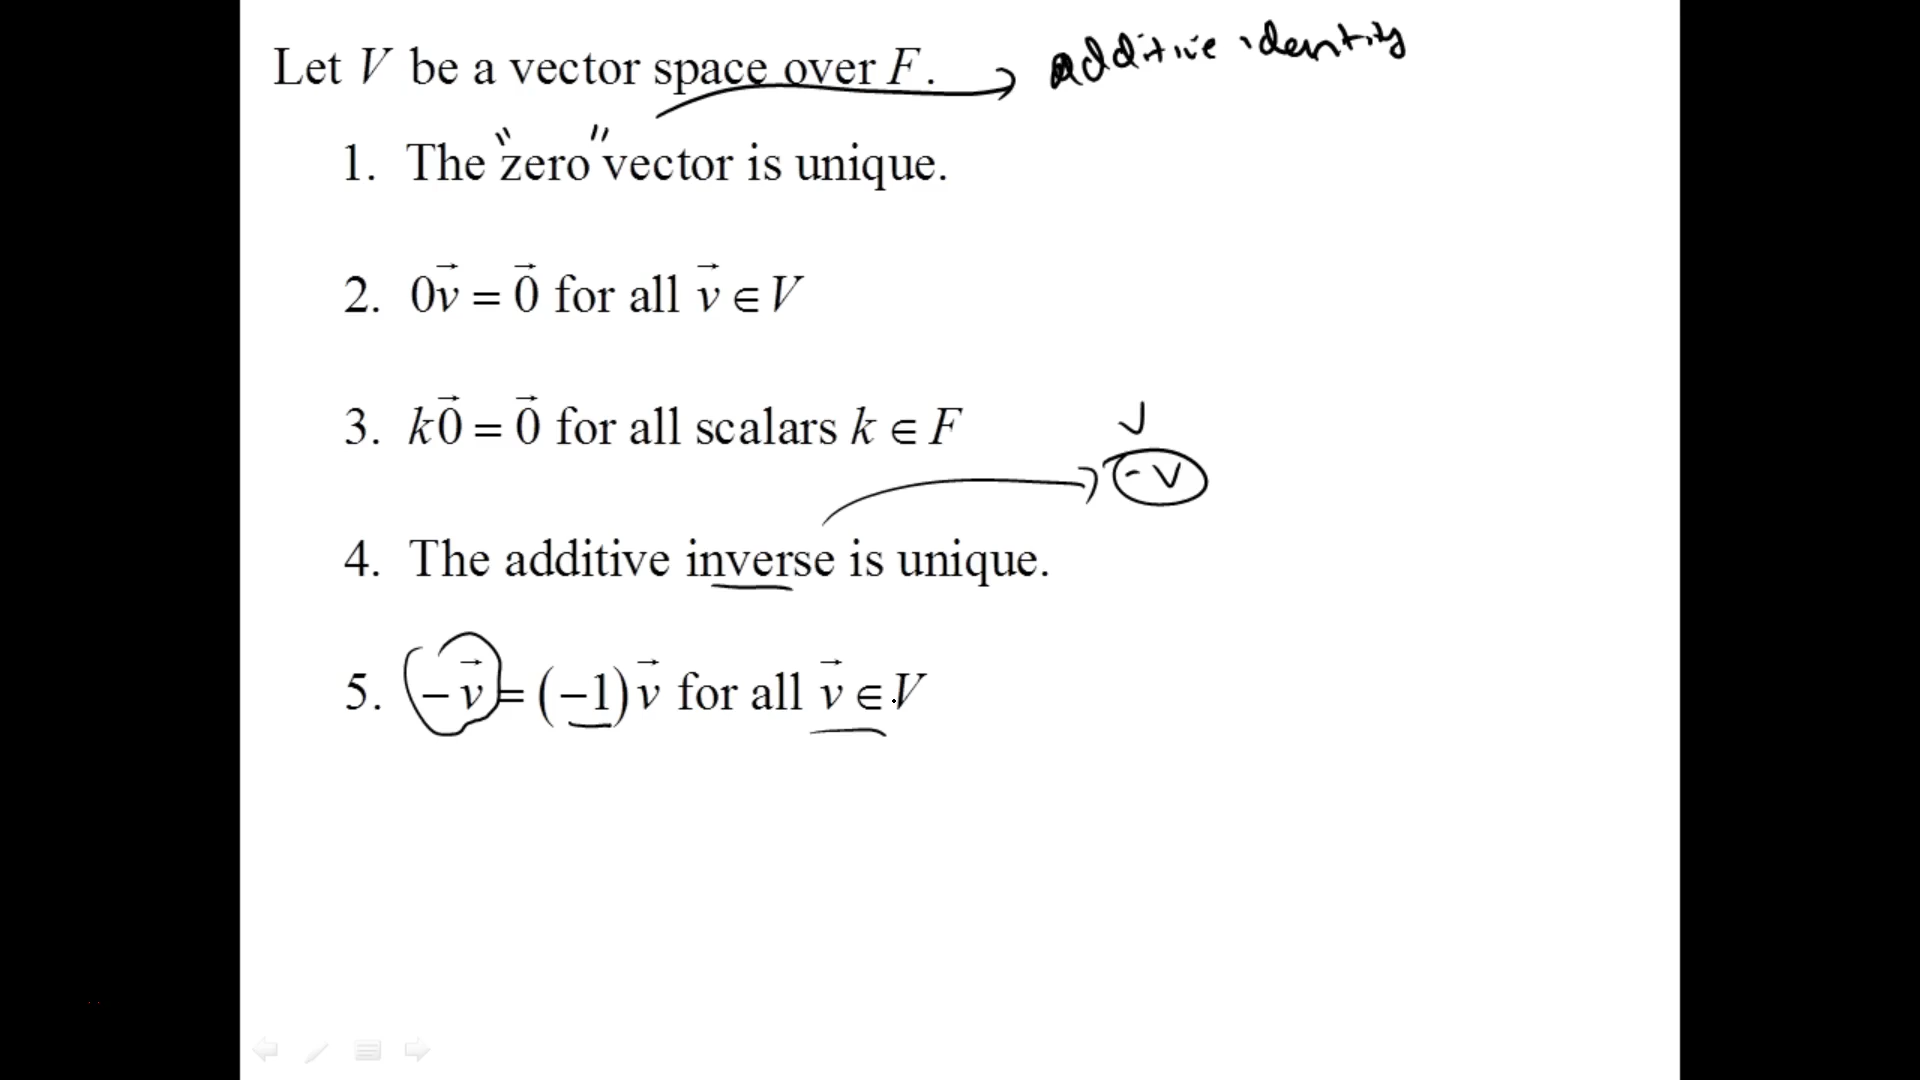 Let V be a vector space over F. additive identity
1. The "zero" vector is unique.
2. 0v⃗ = 0⃗ for all v⃗ ∈ V
3. k0⃗ = 0⃗ for all scalars k ∈ F
v
-v
4. The additive inverse is unique.
5. -v⃗ = (-1)v⃗ for all v⃗ ∈ V